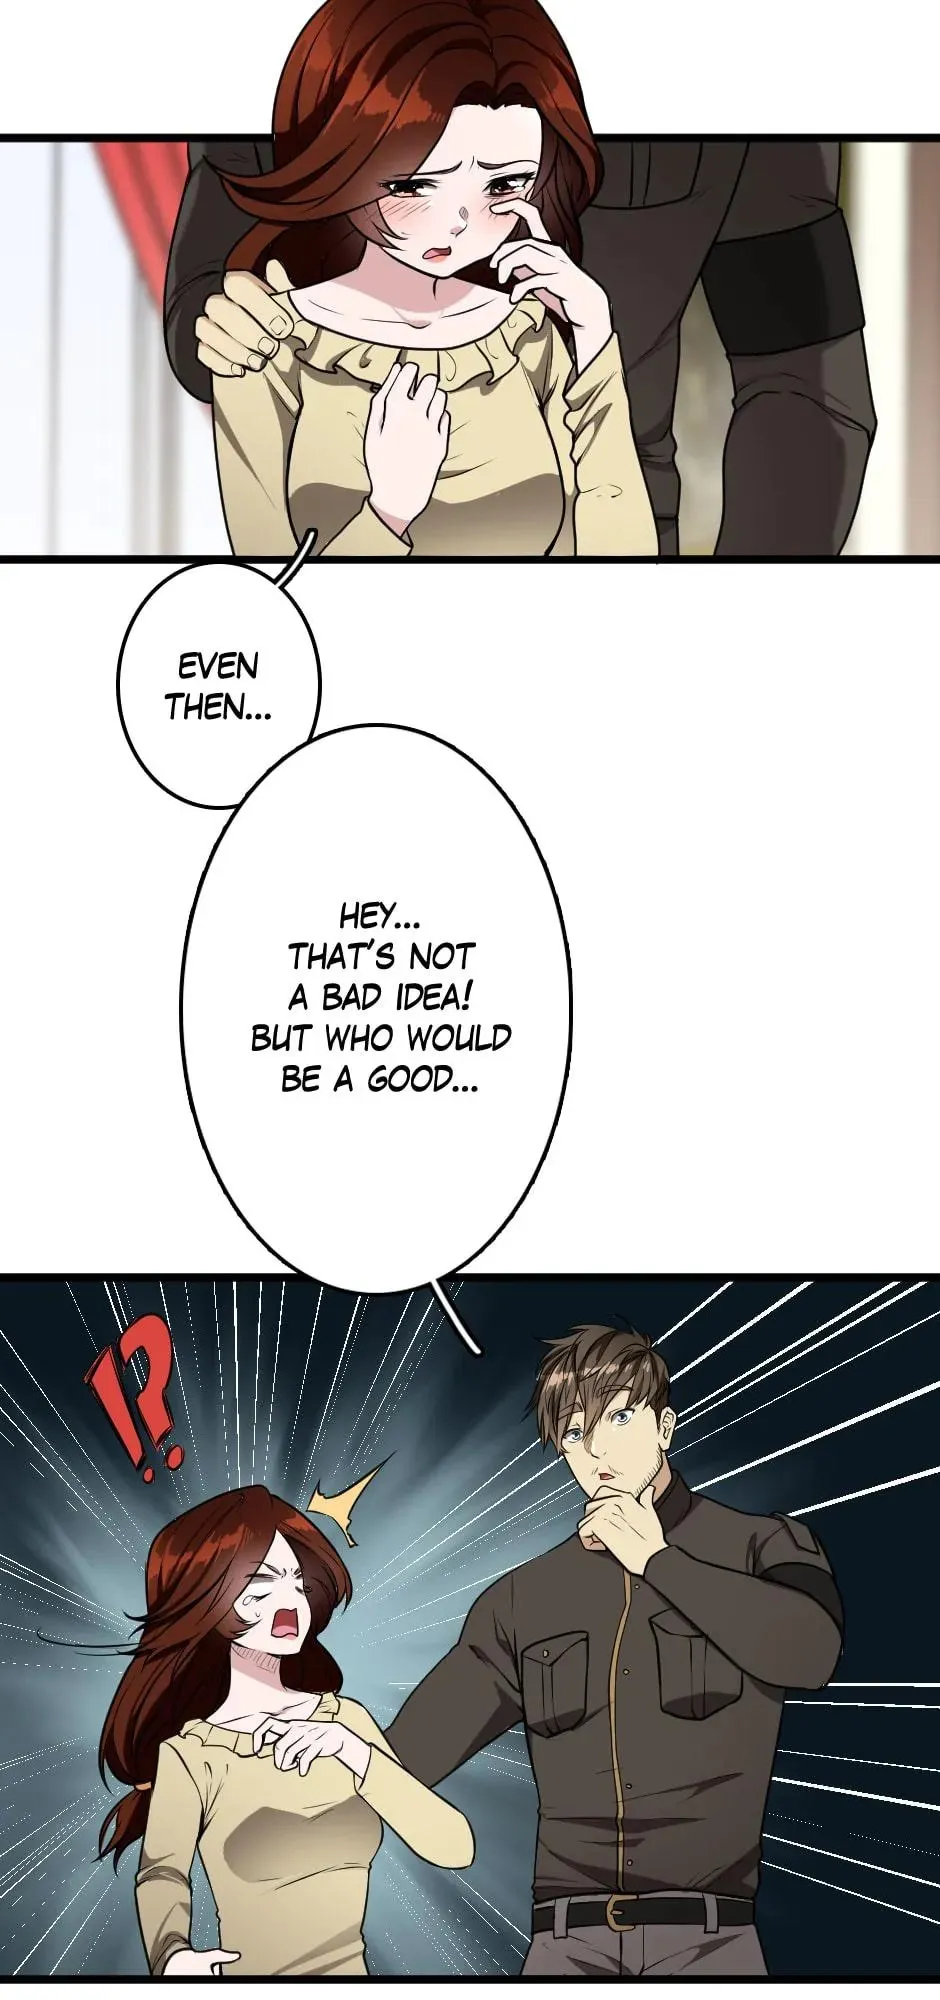 EVEN
THEN...
HEY...
THAT'S NOT
A BAD IDEA!
BUT WHO WOULD
BE A GOOD...
!?